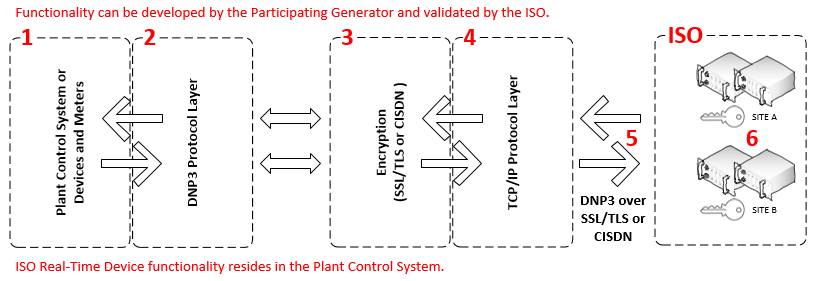 Functionality can be developed by the Participating Generator and validated by the ISO.
1
2
3
4
ISO
Plant Control System or
Devices and Meters
DNP3 Protocol Layer
Encryption
(SSL/TLS or CISDN )
TCP/IP Protocol Layer
5
DNP3 over
SSL/TLS or
CISDN
SITE A
6
SITE B
ISO Real-Time Device functionality resides in the Plant Control System.